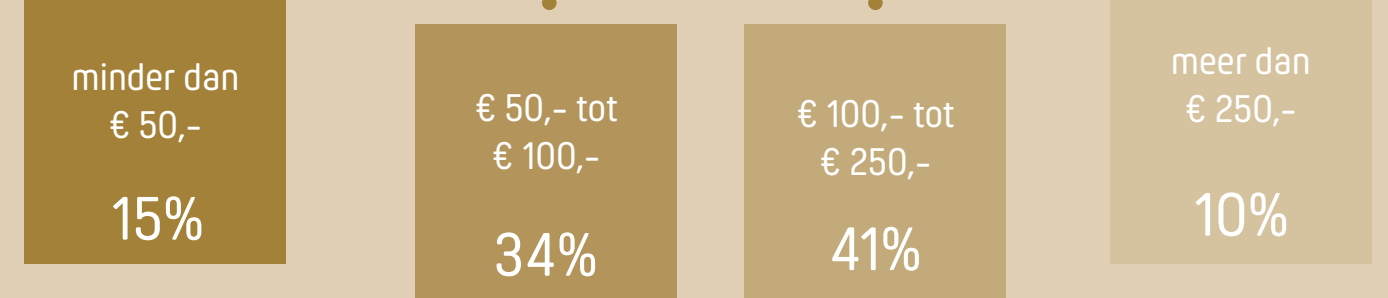 minder dan
€ 50,-
15%
€ 50,- tot
€ 100,-
34%
€ 100,- tot
€ 250,-
41%
meer dan
€ 250,-
10%